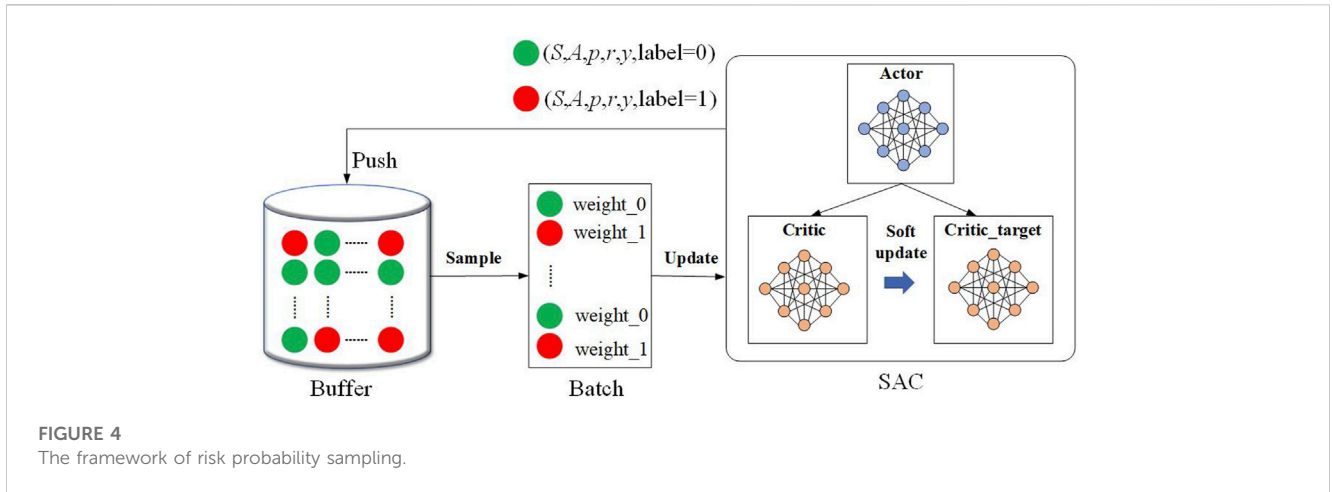 (S,A,p,r,y,label=0)
(S,A,p,r,y,label=1)
Push
Buffer
Sample
weight_0
weight_1
weight_0
weight_1
Batch
Update
Actor
Critic
Soft
update
Critic_target
SAC
FIGURE 4
The framework of risk probability sampling.